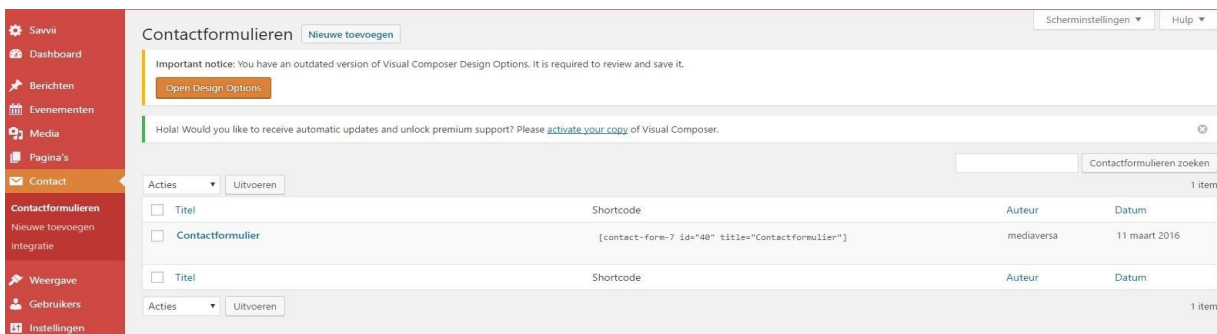 Savvii
Dashboard
Berichten
Evenementen
Media
Pagina's
Contact
Contactformulieren
Nieuwe toevoegen
Integratie
Weergave
Gebruikers
Instellingen
Scherminstellingen ▼ Hulp ▼
Contactformulieren Nieuwe toevoegen
Important notice: You have an outdated version of Visual Composer Design Options. It is required to review and save it.
Open Design Options
Hola! Would you like to receive automatic updates and unlock premium support? Please activate your copy of Visual Composer.
Contactformulieren zoeken
Acties ▼ Uitvoeren 1 item
Titel Shortcode Auteur Datum
Contactformulier [contact-form-7 id="40" title="Contactformulier"] mediaversa 11 maart 2016
Titel Shortcode Auteur Datum
Acties ▼ Uitvoeren 1 item